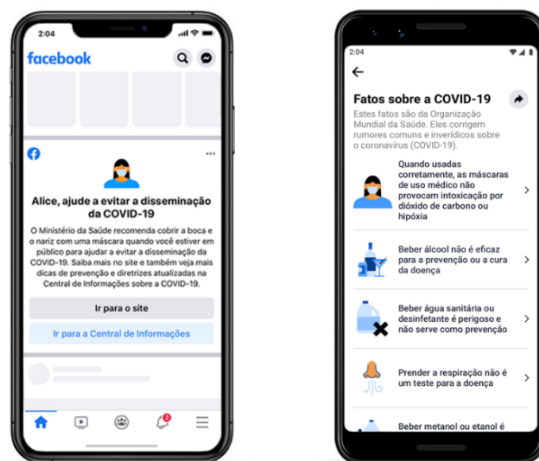 2:04
facebook
Alice, ajude a evitar a disseminação
da COVID-19
O Ministério da Saúde recomenda cobrir a boca e
o nariz com uma máscara quando você estiver em
público para ajudar a evitar a disseminação da
COVID-19. Saiba mais no site e também veja mais
dicas de prevenção e diretrizes atualizadas na
Central de Informações sobre a COVID-19.
Ir para o site
Ir para a Central de Informações
2
2:04
Fatos sobre a COVID-19
Estes fatos são da Organização
Mundial da Saúde. Eles corrigem
rumores comuns e inverídicos sobre
o coronavírus (COVID-19).
Quando usadas
corretamente, as máscaras
de uso médico não
provocam intoxicação por
dióxido de carbono ou
hipóxia
Beber álcool não é eficaz
para a prevenção ou a cura
da doença
Beber água sanitária ou
desinfetante é perigoso e
não serve como prevenção
Prender a respiração não é
um teste para a doença
Beber metanol ou etanol é